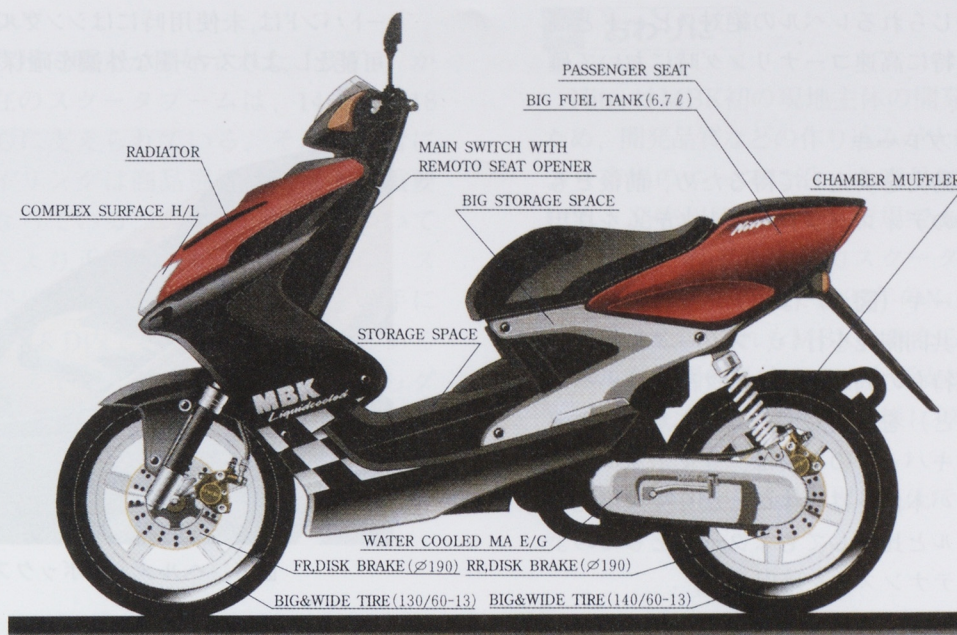 PASSENGER SEAT
BIG FUEL TANK(6.7ℓ)
RADIATOR
MAIN SWITCH WITH
REMOTO SEAT OPENER
CHAMBER MUFFLER
COMPLEX SURFACE H/L
BIG STORAGE SPACE
Nitro
STORAGE SPACE
MBK
Liquidcooled
WATER COOLED MA E/G
FR,DISK BRAKE(∅190)
RR,DISK BRAKE(∅190)
BIG&WIDE TIRE(130/60-13)
BIG&WIDE TIRE(140/60-13)